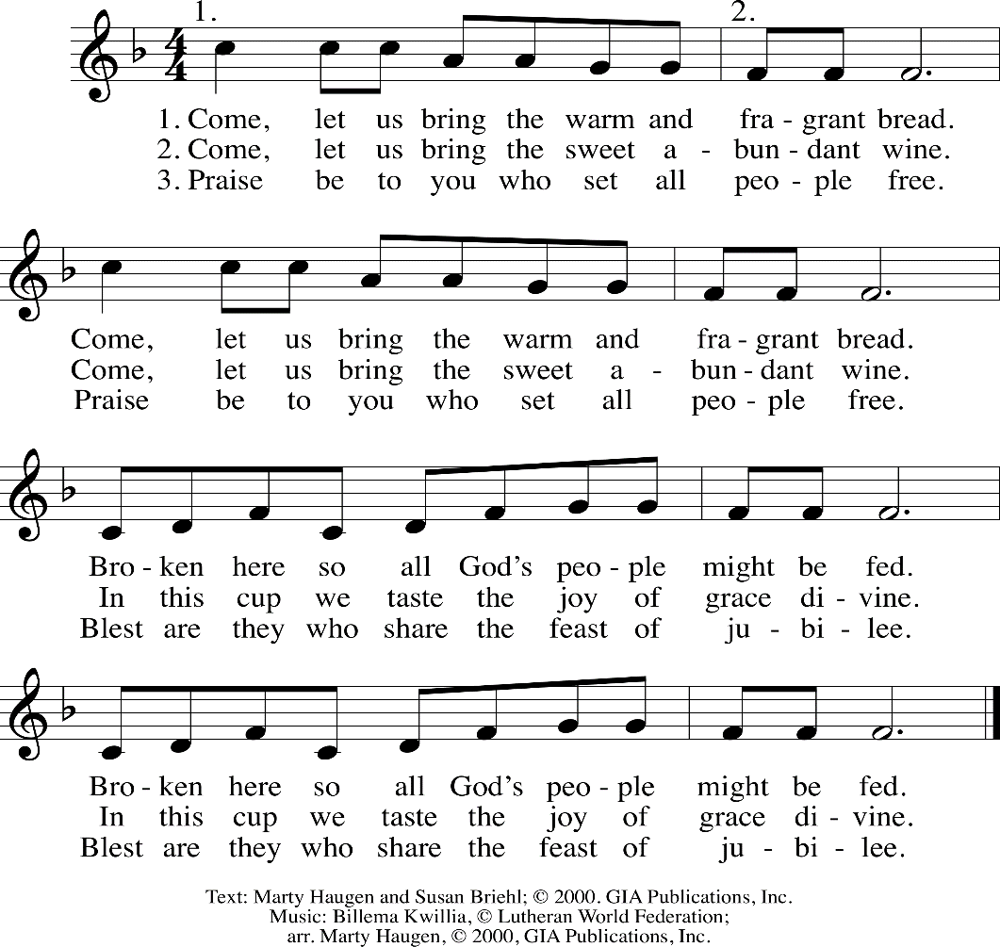 1. 2.
4
4
1. Come, let us bring the warm and fra - grant bread.
2. Come, let us bring the sweet a - bun - dant wine.
3. Praise be to you who set all peo - ple free.
Come, let us bring the warm and fra - grant bread.
Come, let us bring the sweet a - bun - dant wine.
Praise be to you who set all peo - ple free.
Bro - ken here so all God's peo - ple might be fed.
In this cup we taste the joy of grace di - vine.
Blest are they who share the feast of ju - bi - lee.
Bro - ken here so all God's peo - ple might be fed.
In this cup we taste the joy of grace di - vine.
Blest are they who share the feast of ju - bi - lee.
Text: Marty Haugen and Susan Briehl; © 2000. GIA Publications, Inc.
Music: Billema Kwillia, © Lutheran World Federation;
arr. Marty Haugen, © 2000, GIA Publications, Inc.